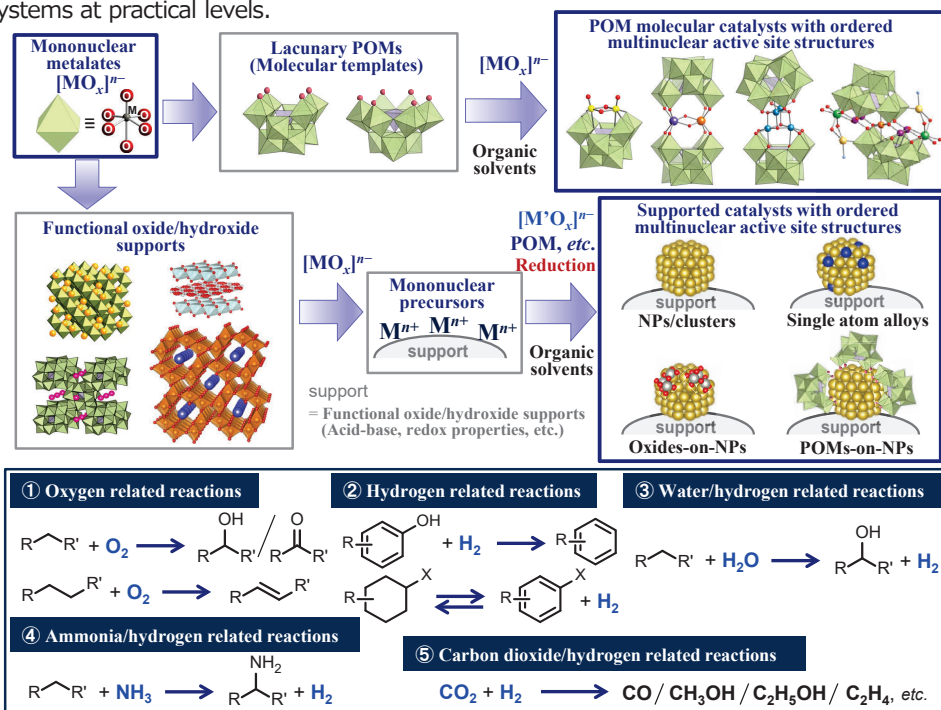 ystems at practical levels.
Mononuclear
metalates
[MOx]n−
≡
M
O O O O O O
Lacunary POMs
(Molecular templates)
[MOx]n−
Organic
solvents
POM molecular catalysts with ordered
multinuclear active site structures
Functional oxide/hydroxide
supports
[MOx]n−
Mononuclear
precursors
Mn+ Mn+ Mn+
support
support
= Functional oxide/hydroxide supports
(Acid-base, redox properties, etc.)
[M'Ox]n−
POM, etc.
Reduction
Organic
solvents
Supported catalysts with ordered
multinuclear active site structures
support
NPs/clusters
support
Single atom alloys
support
Oxides-on-NPs
support
POMs-on-NPs
① Oxygen related reactions
R R' + O2 OH R R' / O R R'
R R' + O2 R R'
② Hydrogen related reactions
R OH + H2 R
R X R X + H2
③ Water/hydrogen related reactions
R R' + H2O OH R R' + H2
④ Ammonia/hydrogen related reactions
R R' + NH3 NH2 R R' + H2
⑤ Carbon dioxide/hydrogen related reactions
CO2 + H2 CO / CH3OH / C2H5OH / C2H4, etc.